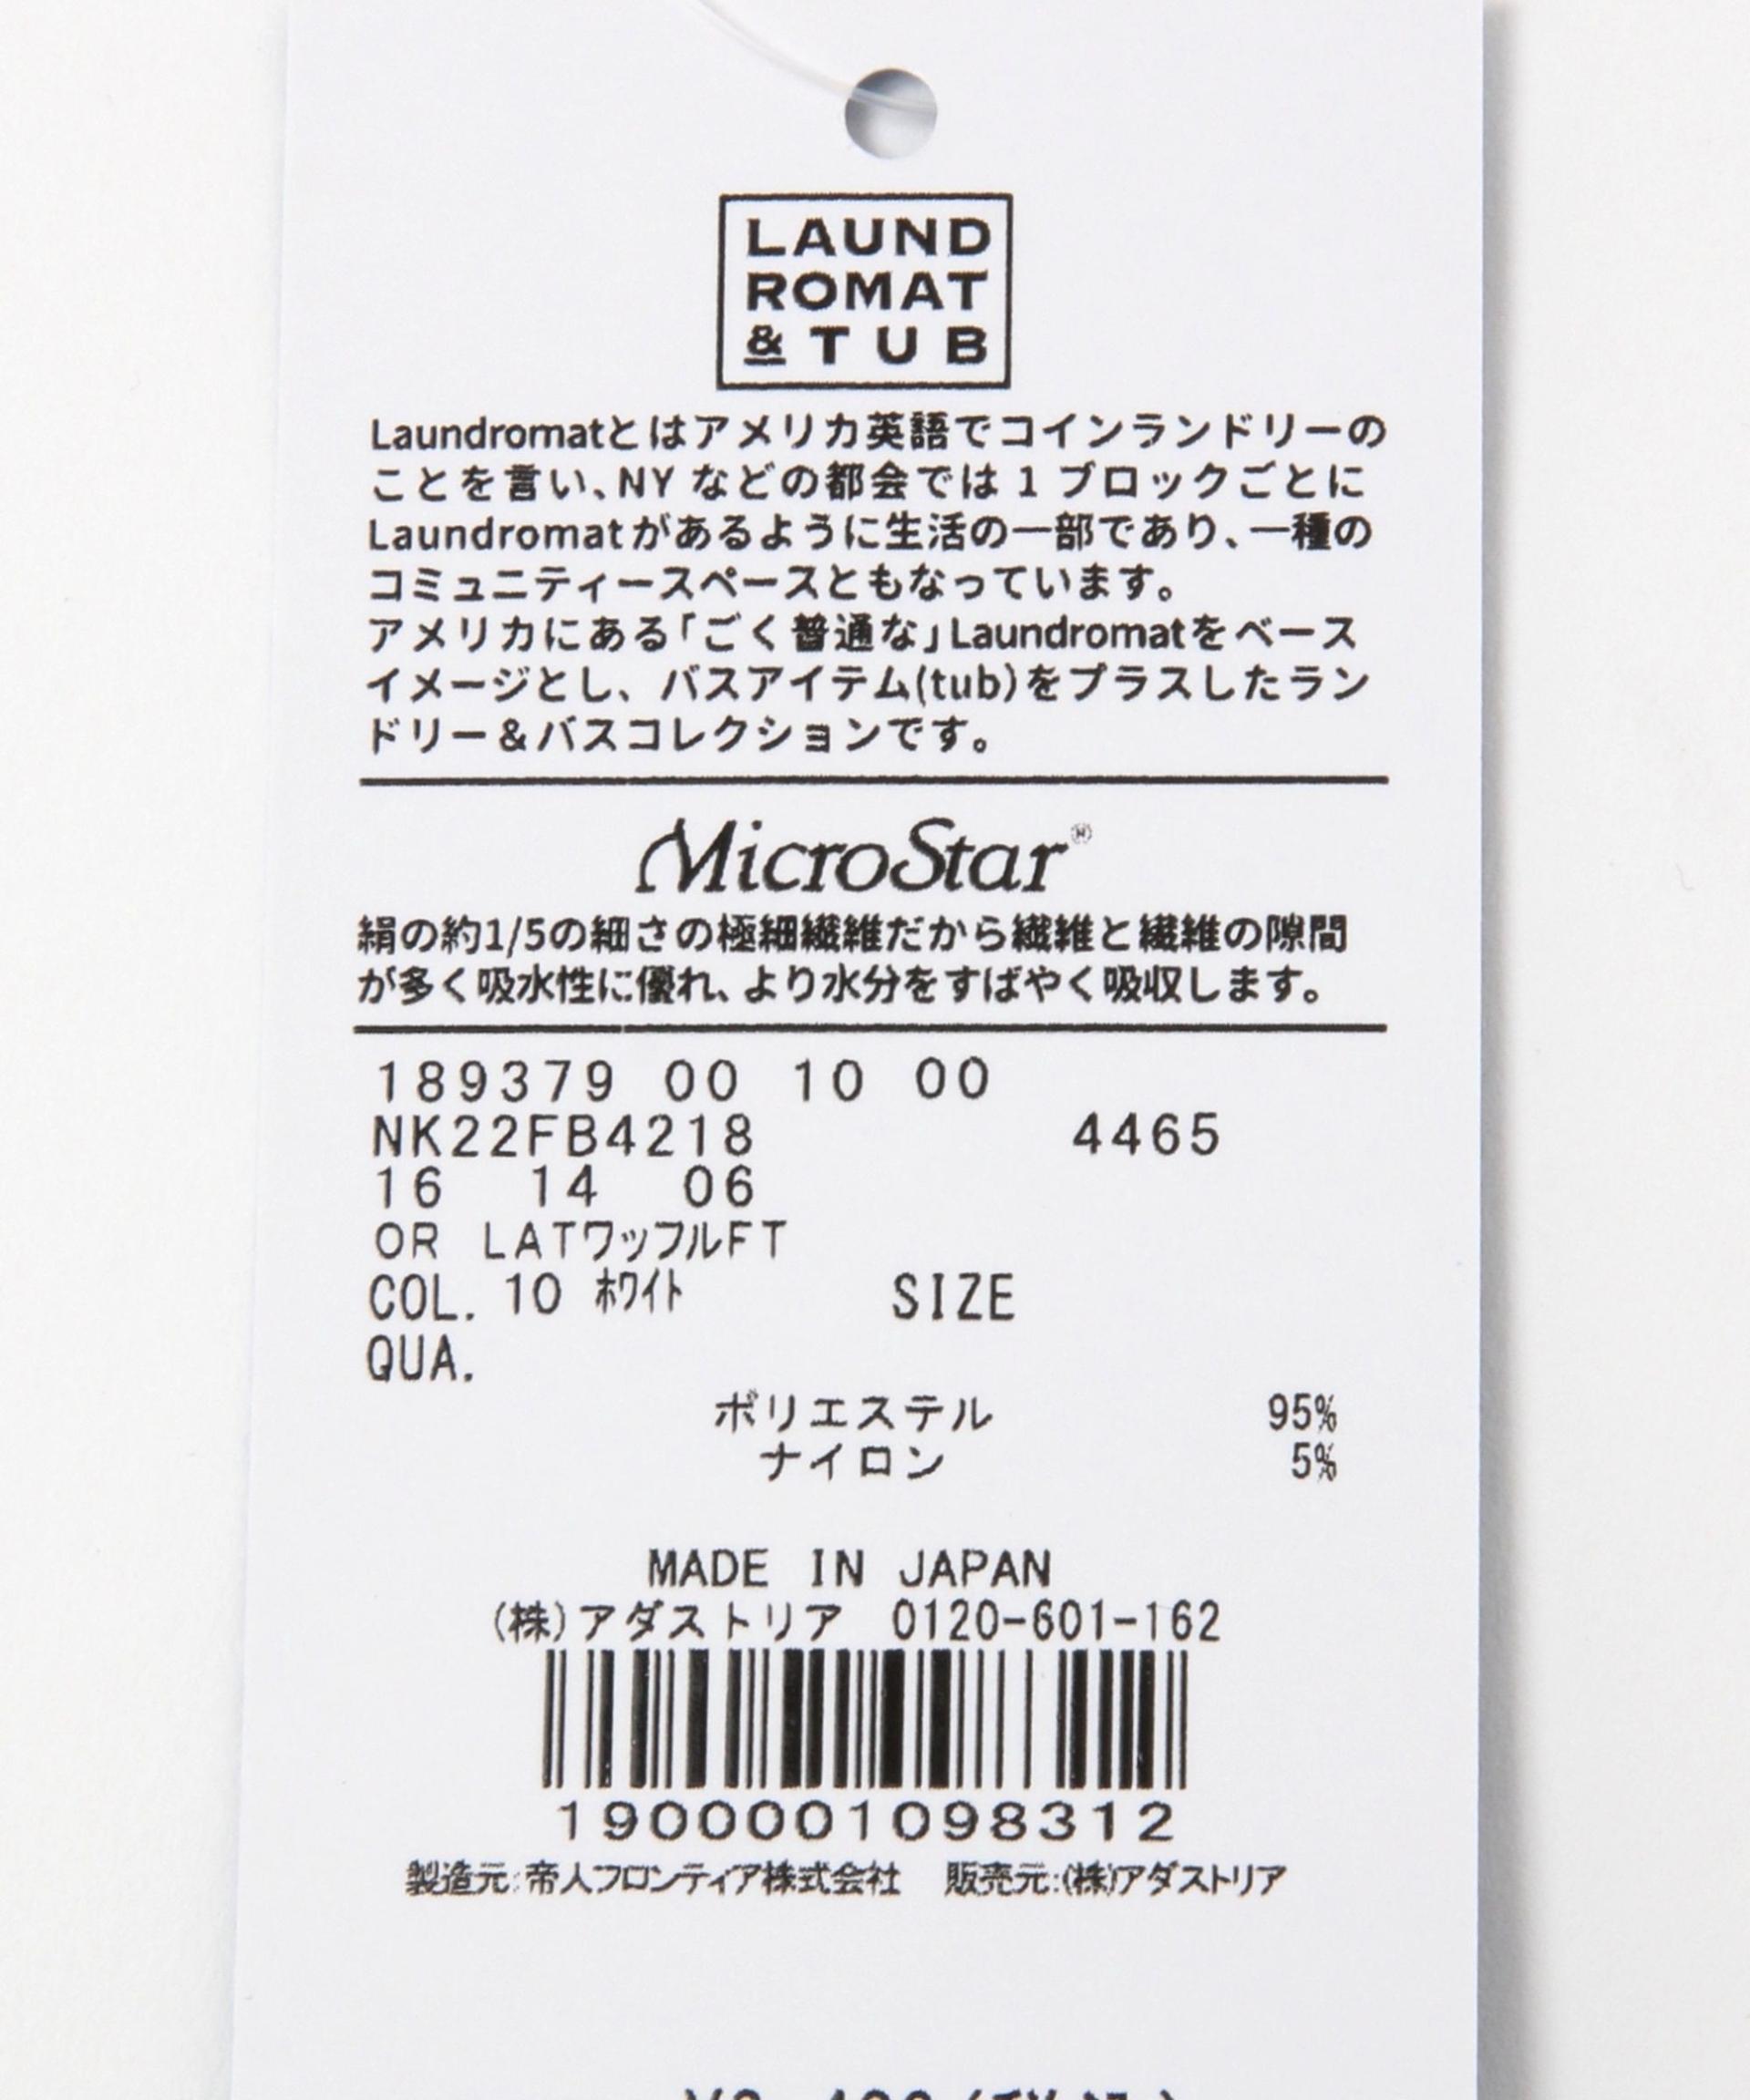 LAUND
ROMAT
& TUB
Laundromatとはアメリカ英語でコインランドリーの
ことを言い、NY などの都会では 1 ブロックごとに
Laundromatがあるように生活の一部であり、一種の
コミュニティースペースともなっています。
アメリカにある「ごく普通な」Laundromatをベース
イメージとし、バスアイテム(tub)をプラスしたラン
ドリー&バスコレクションです。
MicroStar®
絹の約1/5の細さの極細繊維だから繊維と繊維の隙間
が多く吸水性に優れ、より水分をすばやく吸収します。
189379 00 10 00
NK22FB4218 4465
16 14 06
OR LATワッフルFT
COL. 10 ホワイト SIZE
QUA.
ポリエステル 95%
ナイロン 5%
MADE IN JAPAN
(株)アダストリア 0120-601-162
1900001098312
製造元:帝人フロンティア株式会社 販売元:(株)アダストリア